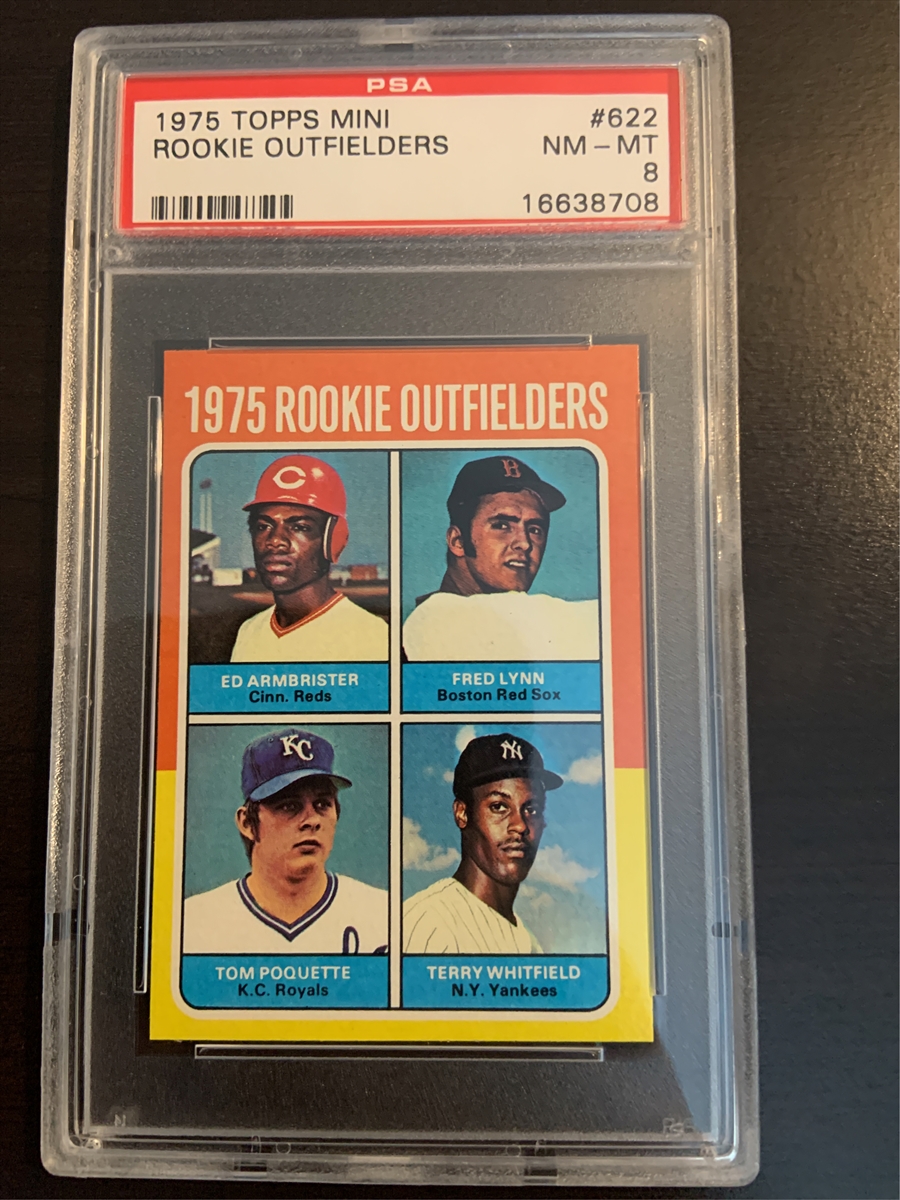 PSA
1975 TOPPS MINI #622
ROOKIE OUTFIELDERS NM - MT
8
16638708
1975 ROOKIE OUTFIELDERS
C
B
ED ARMBRISTER
Cinn. Reds
FRED LYNN
Boston Red Sox
KC
NY
TOM POQUETTE
K.C. Royals
TERRY WHITFIELD
N.Y. Yankees